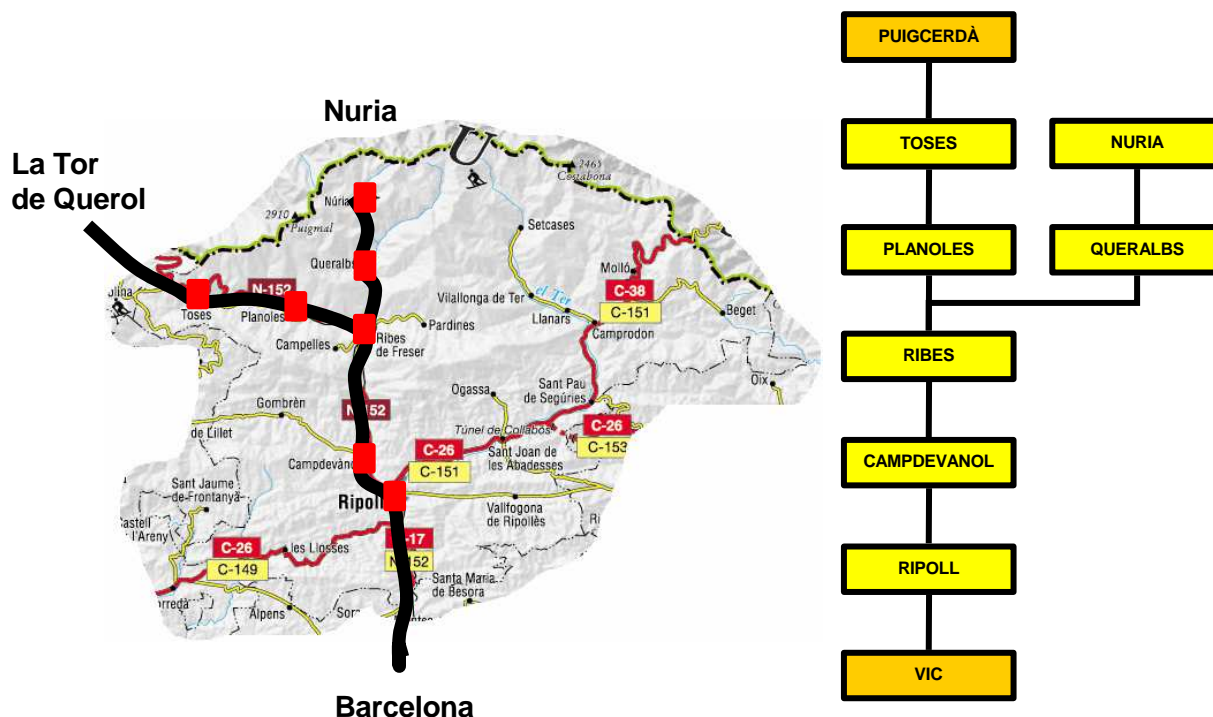 Nuria
La Tor
de Querol
U
2465
Costabona
Núria
2910
Puigmal
Setcases
Queralbs
Molló
N-152
el Ter
C-38
C-151
Vilallonga de Ter
Toses
Planoles
Pardines
Llanars
Beget
Camprodon
Ribes
de Freser
Campelles
Oix
Sant Pau
de Segúries
Ogassa
Gombrèn
de Lillet
Túnel de Collabós
C-26
C-153
C-26
C-151
Sant Joan de
les Abadesses
Campdevànol
Sant Jaume
de Frontanyà
Ripoll
Vallfogona
de Ripollès
l'Areny
les Llosses
C-26
C-149
Santa Maria
de Besora
Alpens
Barcelona
PUIGCERDÀ
TOSES
NURIA
PLANOLES
QUERALBS
RIBES
CAMPDEVANOL
RIPOLL
VIC